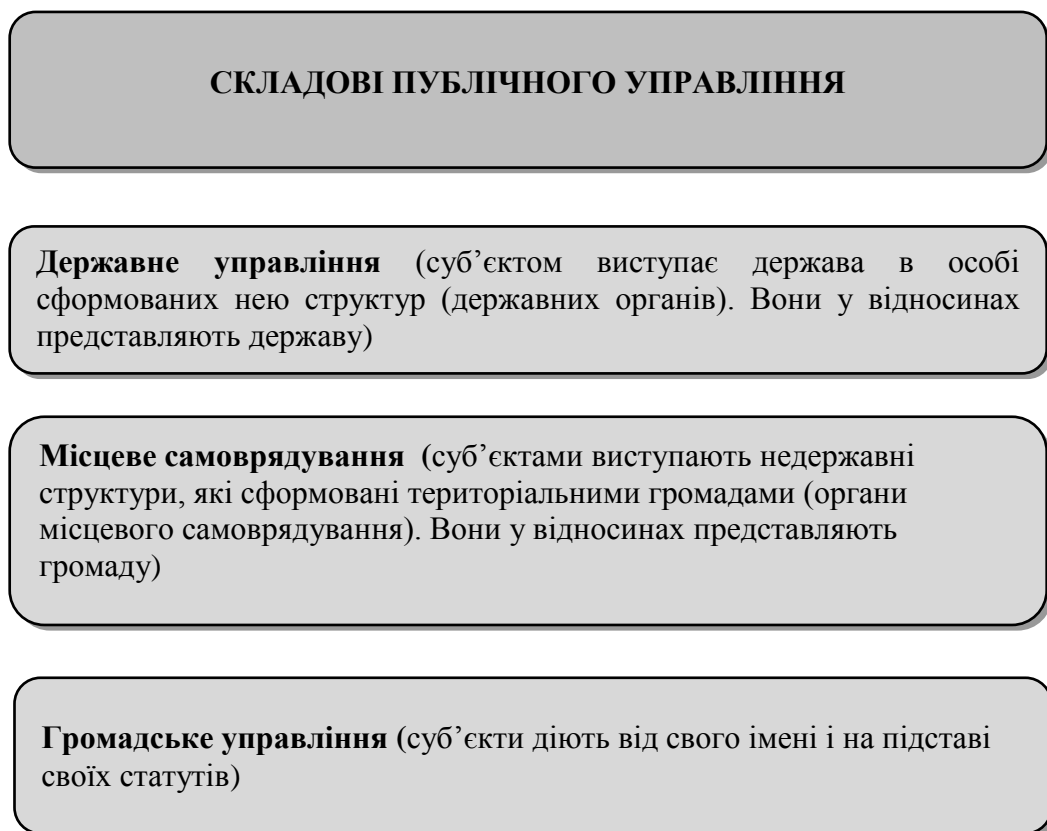 СКЛАДОВІ ПУБЛІЧНОГО УПРАВЛІННЯ
Державне управління (суб’єктом виступає держава в особі
сформованих нею структур (державних органів). Вони у відносинах
представляють державу)
Місцеве самоврядування (суб’єктами виступають недержавні
структури, які сформовані територіальними громадами (органи
місцевого самоврядування). Вони у відносинах представляють
громаду)
Громадське управління (суб’єкти діють від свого імені і на підставі
своїх статутів)